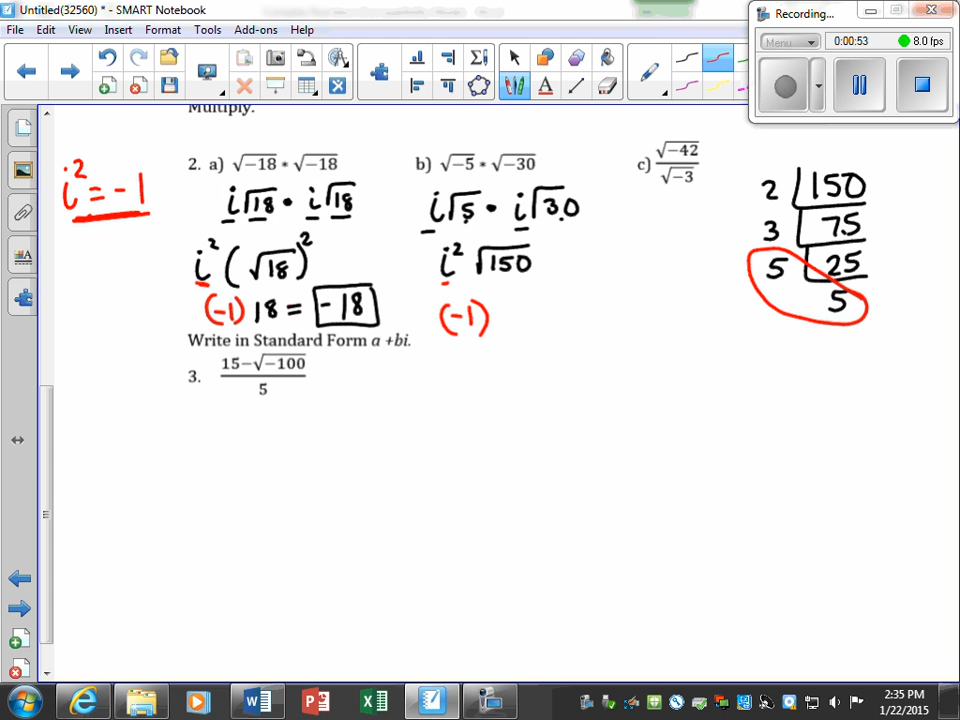 Untitled(32560) * - SMART Notebook
File Edit View Insert Format Tools Add-ons Help
Recording...
Menu 0:00:53 8.0 fps
Multiply.
2. a) √−18 * √−18 b) √−5 * √−30 c) √−42 / √−3
i² = -1
i√18 • i√18 i√5 • i√30
i² (√18)² i² √150
(-1) 18 = -18 (-1)
2 150
3 75
5 25
5
Write in Standard Form a +bi.
3. 15−√−100 / 5
2:35 PM
1/22/2015